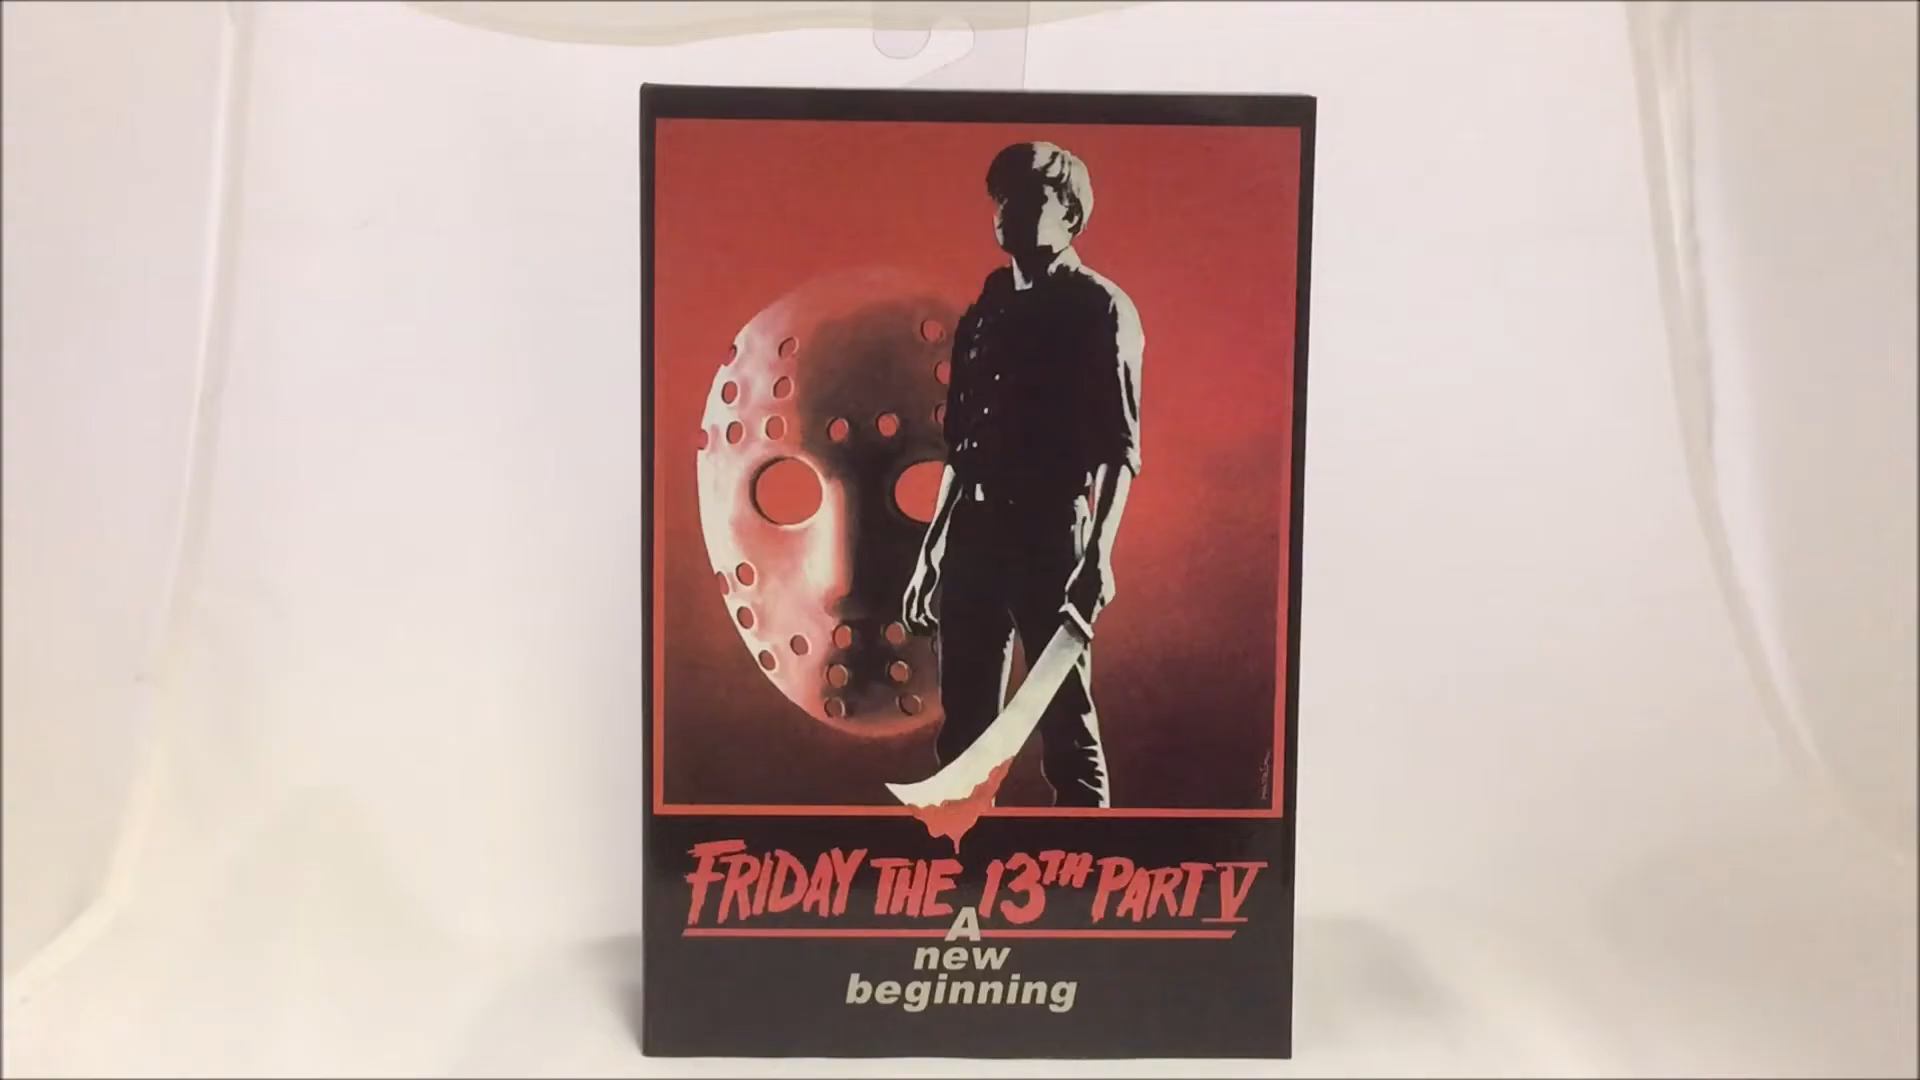 FRIDAY THE 13TH PART V
A
new
beginning